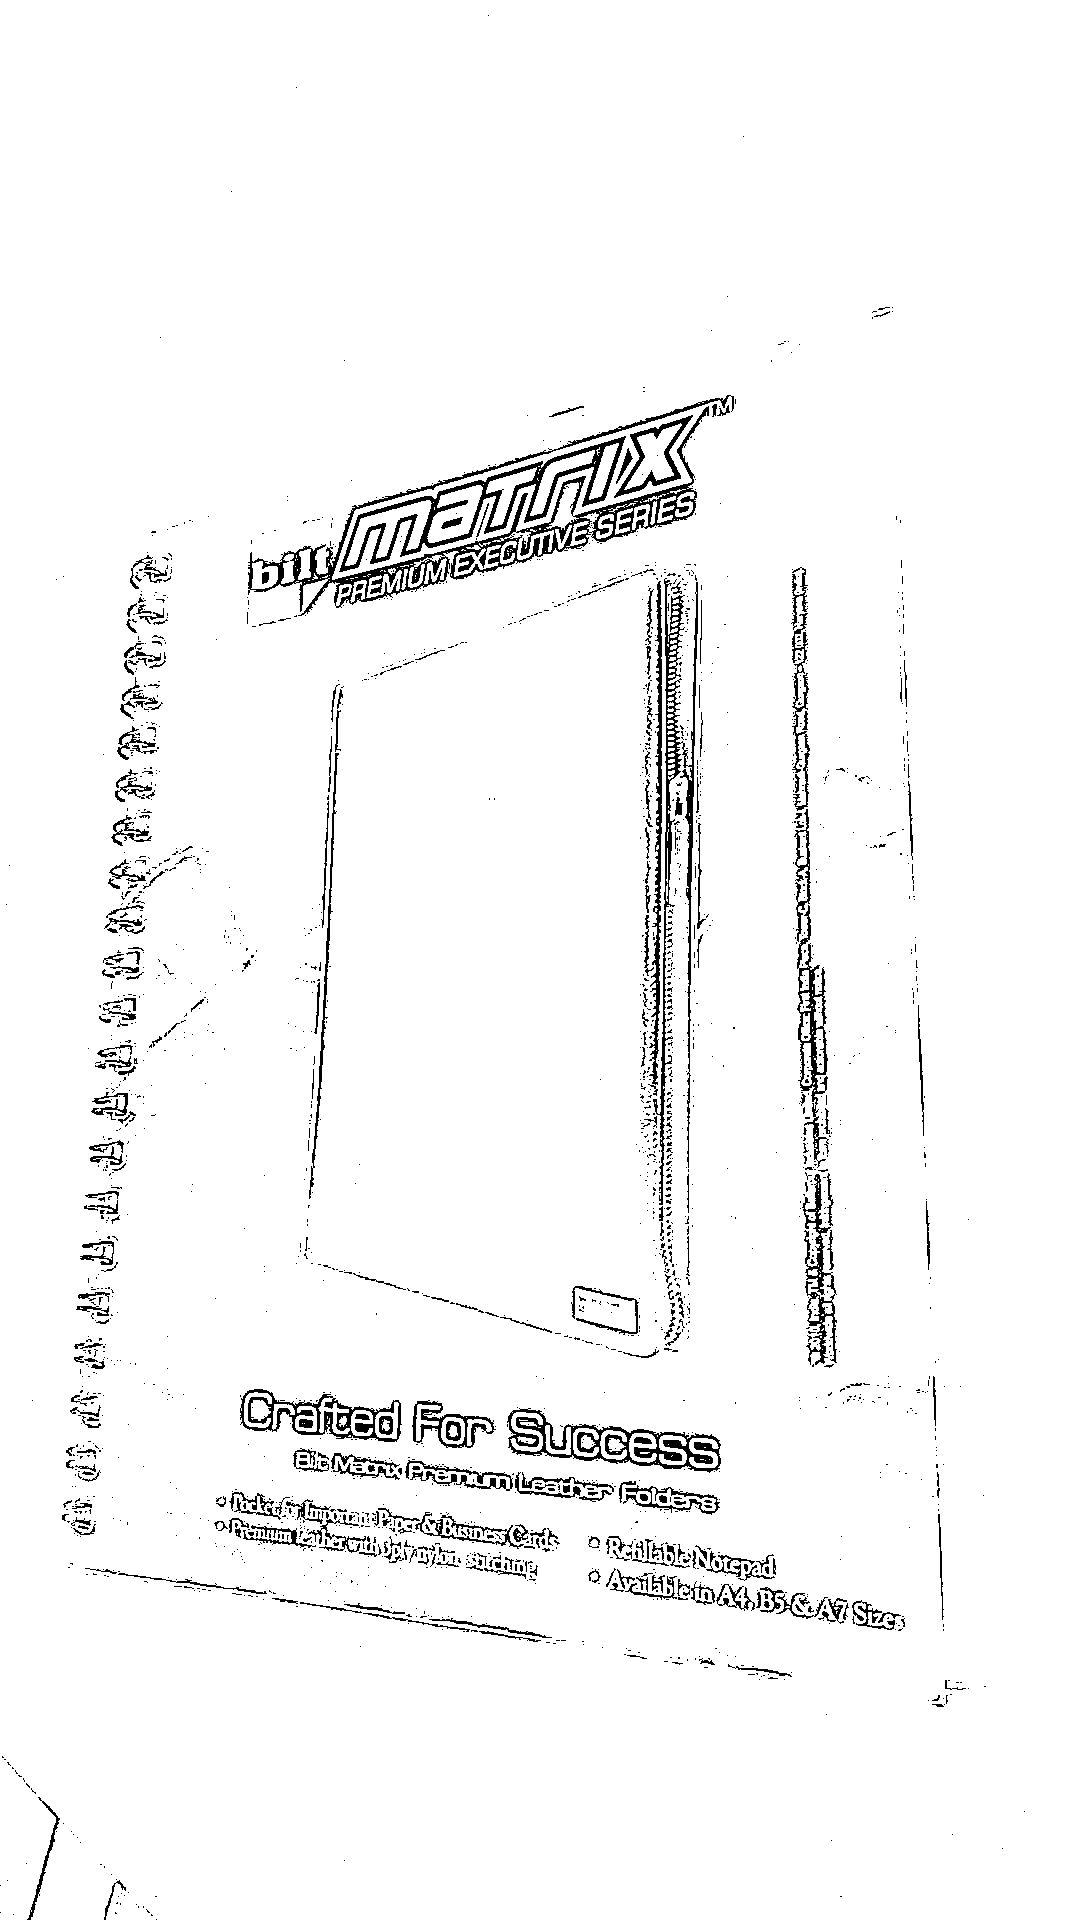 bilt
matrix™
PREMIUM EXECUTIVE SERIES
Crafted For Success
Bilt Matrix Premium Leather Folders
Pocket for Important Paper & Business Cards
Premium leather with 3ply nylon stitching
Refillable Notepad
Available in A4, B5 & A7 Sizes